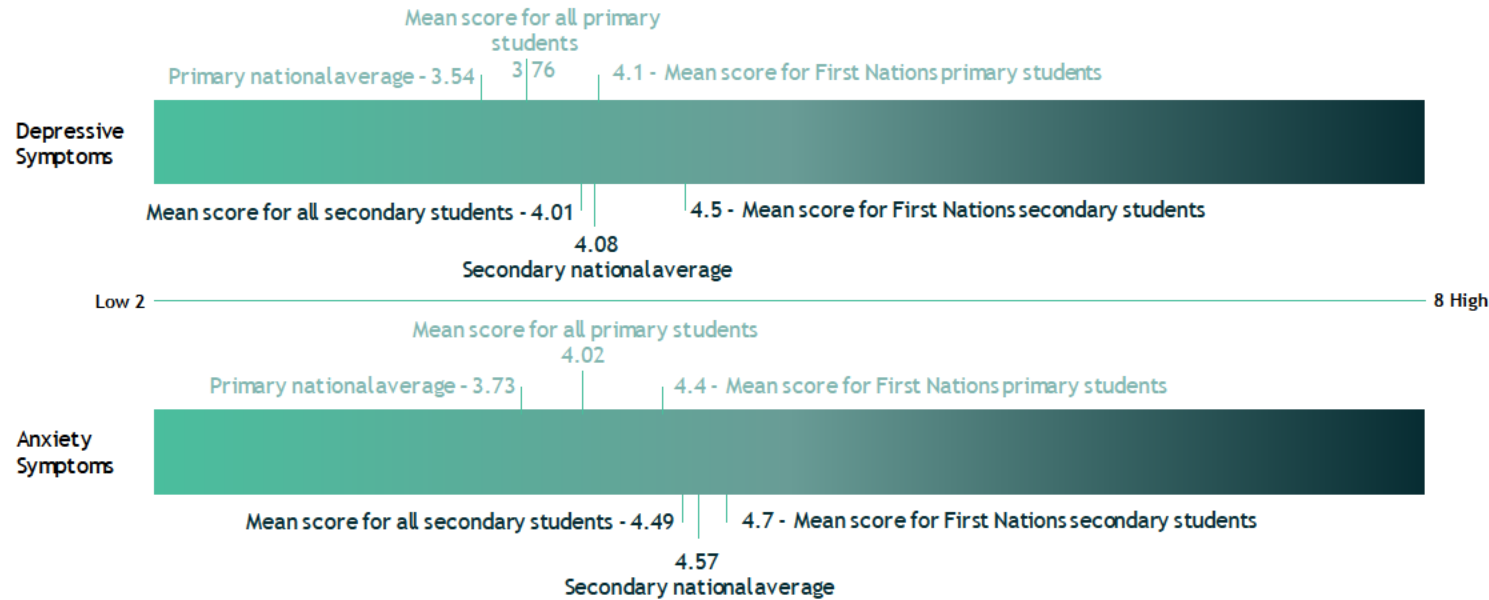 Mean score for all primary
students
3 76
Primary nationalaverage - 3.54
4.1 - Mean score for First Nations primary students
Depressive
Symptoms
Mean score for all secondary students - 4.01
4.5 - Mean score for First Nations secondary students
4.08
Secondary nationalaverage
Low 2
8 High
Mean score for all primary students
4.02
Primary nationalaverage - 3.73
4.4 - Mean score for First Nations primary students
Anxiety
Symptoms
Mean score for all secondary students - 4.49
4.7 - Mean score for First Nations secondary students
4.57
Secondary nationalaverage